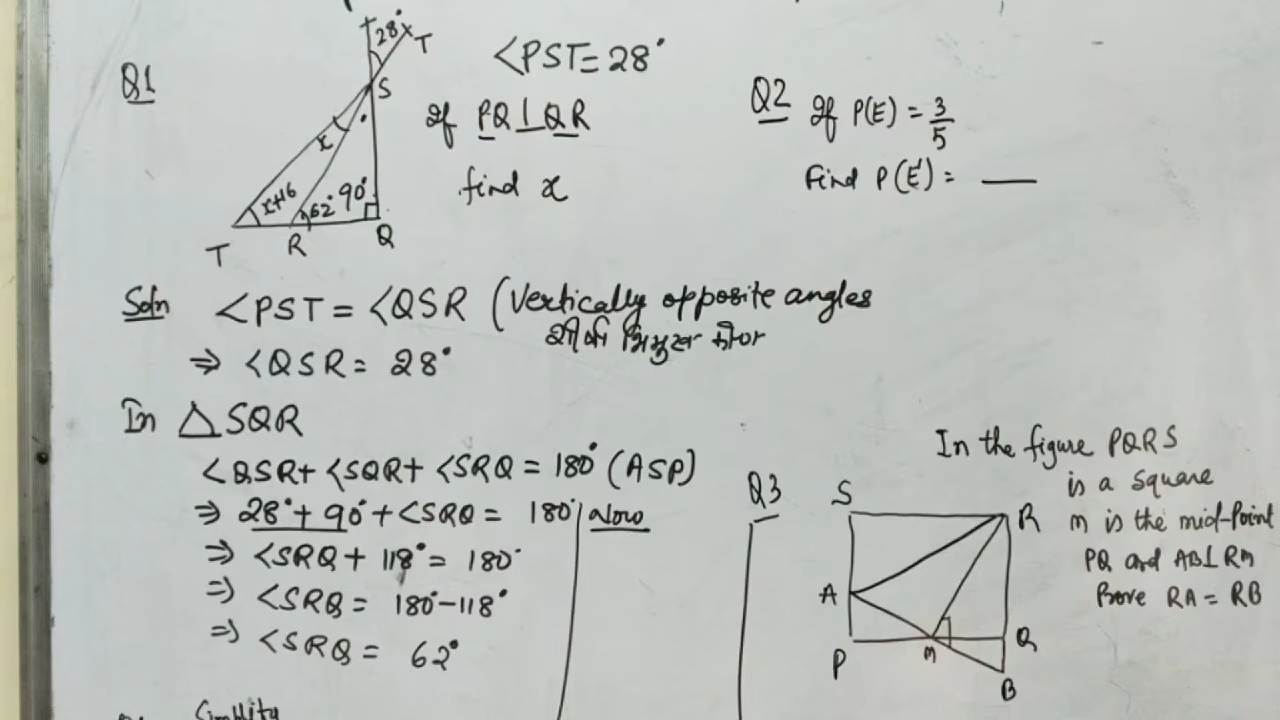 28°
T
<PST = 28°
Q1
S
If PQ⊥QR
x
find x
x+16
62° 90°
T R Q
Q2 If P(E) = 3/5
Find P(E') = ___
Soln <PST = <QSR (Vertically opposite angles
⇒ <QSR = 28°
In △SQR
<QSR + <SQR + <SRQ = 180° (ASP)
⇒ 28° + 90° + <SRQ = 180°
⇒ <SRQ + 118° = 180°
⇒ <SRQ = 180° - 118°
⇒ <SRQ = 62°
Now
Q3
In the figure PQRS
is a square
m is the mid-Point
PQ and AB⊥RM
Prove RA = RB
S R
A
P M Q
B